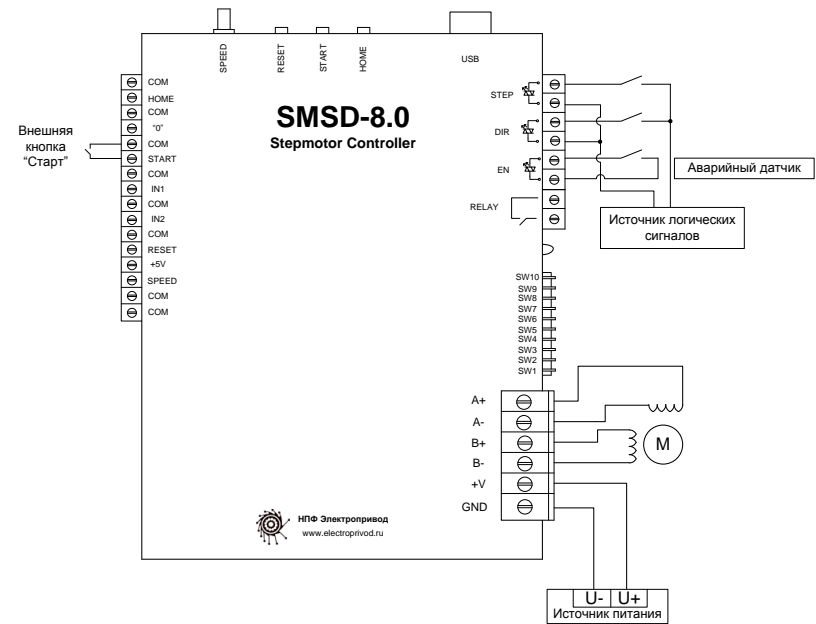 SPEED
RESET
START
HOME
USB
SMSD-8.0
Stepmotor Controller
COM
HOME
COM
"0"
COM
START
COM
IN1
COM
IN2
COM
RESET
+5V
SPEED
COM
COM
Внешняя
кнопка
"Старт"
STEP
DIR
EN
RELAY
Аварийный датчик
Источник логических
сигналов
SW10
SW9
SW8
SW7
SW6
SW5
SW4
SW3
SW2
SW1
A+
A-
B+
B-
+V
GND
M
НПФ Электропривод
www.electroprivod.ru
U- U+
Источник питания